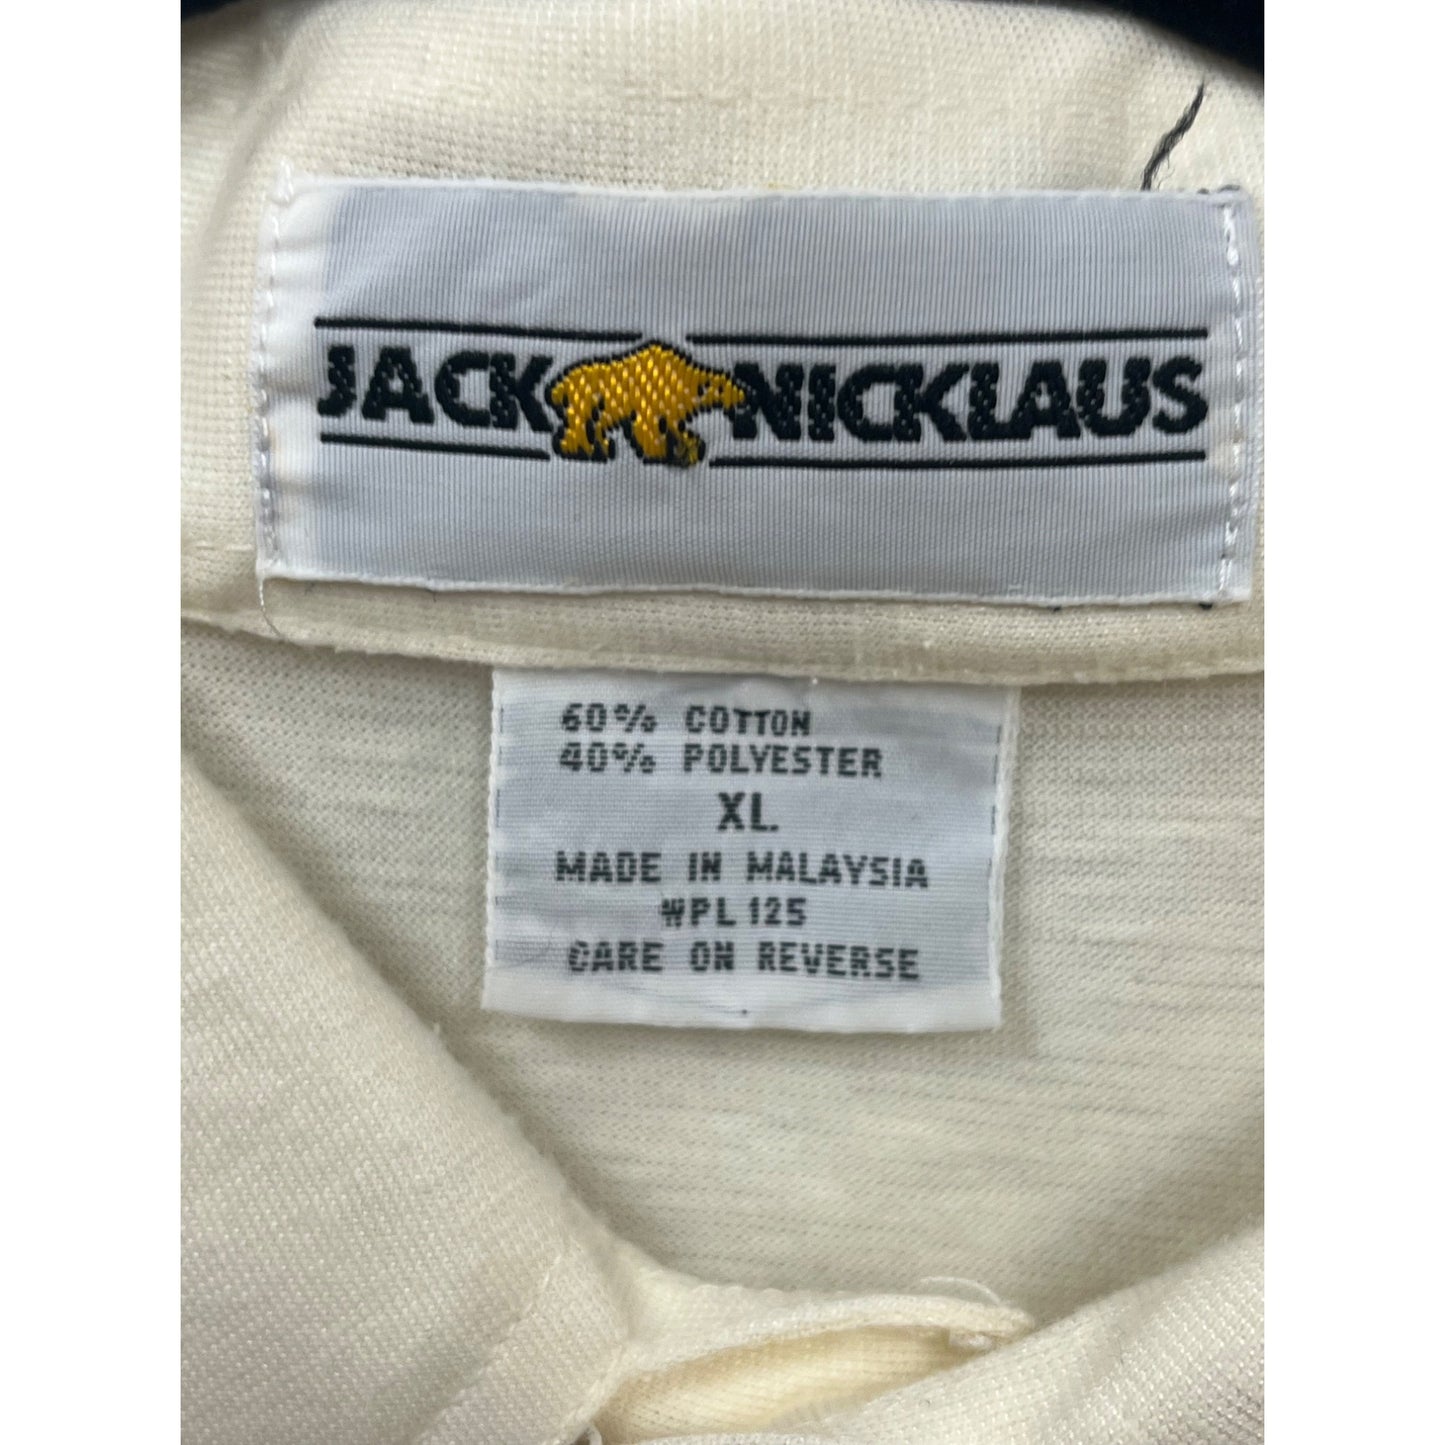 JACK NICKLAUS
60% COTTON
40% POLYESTER
XL
MADE IN MALAYSIA
WPL 125
CARE ON REVERSE